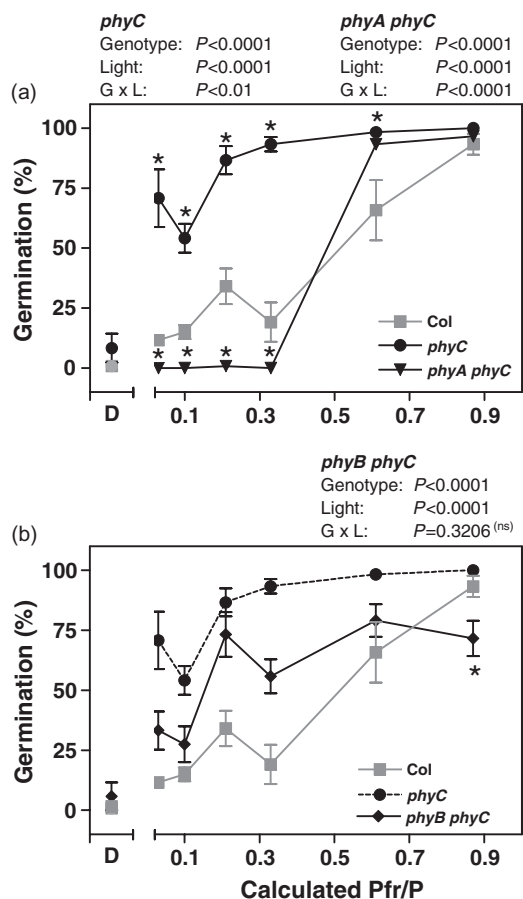 phyC
Genotype: P<0.0001
Light: P<0.0001
G x L: P<0.01
phyA phyC
Genotype: P<0.0001
Light: P<0.0001
G x L: P<0.0001
(a)
Germination (%)
100
75
50
25
0
* * * * *
* * * *
Col
phyC
phyA phyC
D 0.1 0.3 0.5 0.7 0.9
phyB phyC
Genotype: P<0.0001
Light: P<0.0001
G x L: P=0.3206 (ns)
(b)
Germination (%)
100
75
50
25
0
*
Col
phyC
phyB phyC
D 0.1 0.3 0.5 0.7 0.9
Calculated Pfr/P